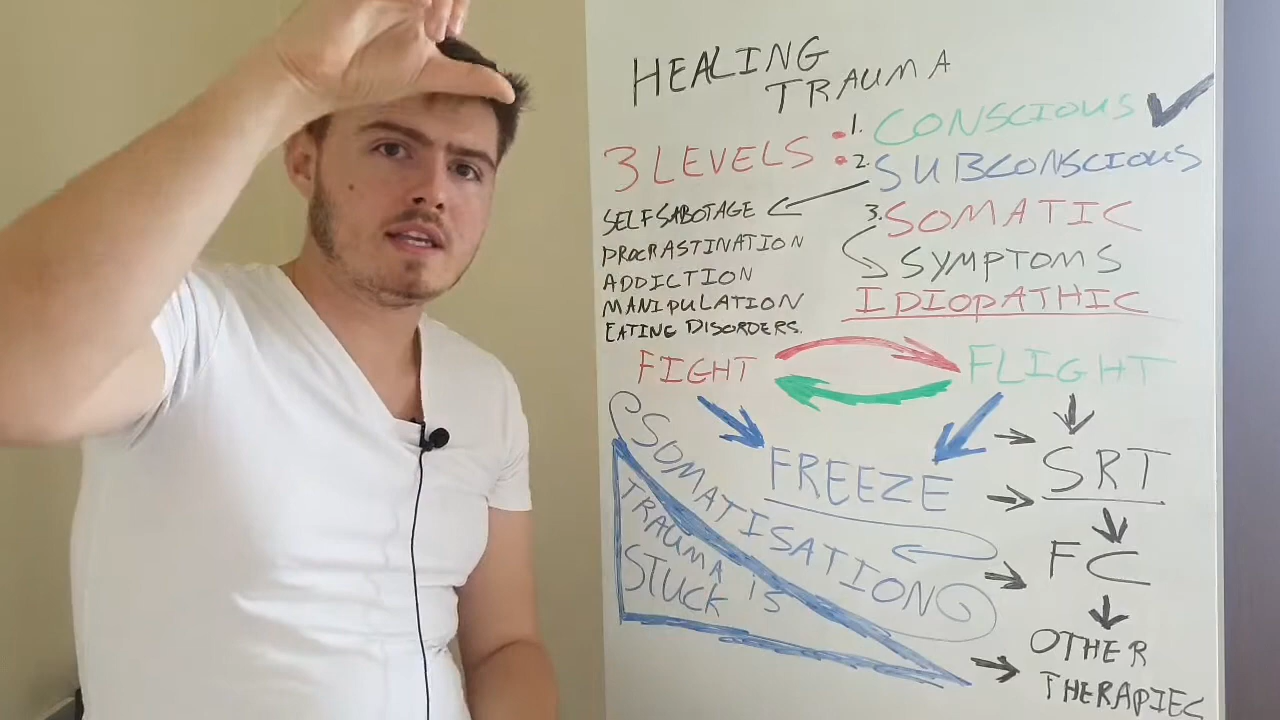 HEALING
TRAUMA
3 LEVELS
1. CONSCIOUS
2. SUBCONSCIOUS
3. SOMATIC
SYMPTOMS
IDIOPATHIC
SELF SABOTAGE
PROCRASTINATION
ADDICTION
MANIPULATION
EATING DISORDERS.
FIGHT
FLIGHT
FREEZE
SOMATISATION
TRAUMA IS
STUCK
SRT
FC
OTHER
THERAPIES